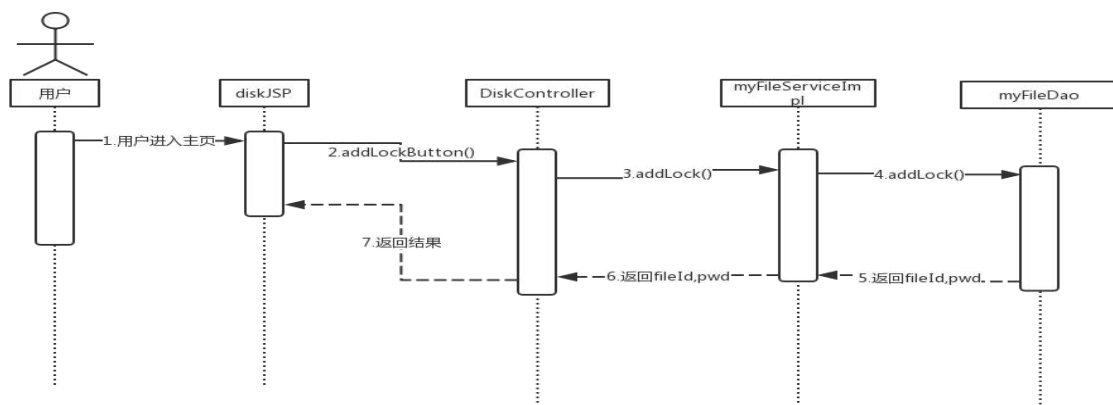 用户
diskJSP
DiskController
myFileServiceIm
pl
myFileDao
1.用户进入主页
2.addLockButton()
3.addLock()
4.addLock()
7.返回结果
6.返回fileId,pwd
5.返回fileId,pwd